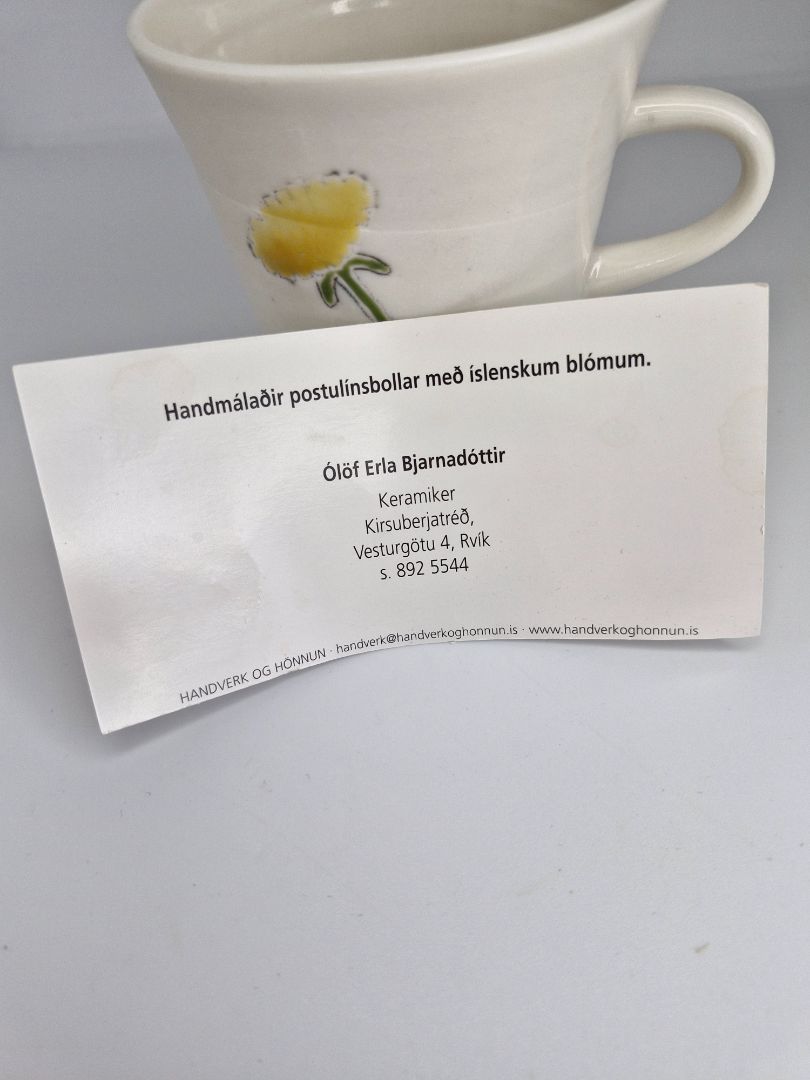 Handmálaðir postulínsbollar með íslenskum blómum.
Ólöf Erla Bjarnadóttir
Keramiker
Kirsuberjatréð,
Vesturgötu 4, Rvík
s. 892 5544
HANDVERK OG HÖNNUN · handverk@handverkoghonnun.is · www.handverkoghonnun.is